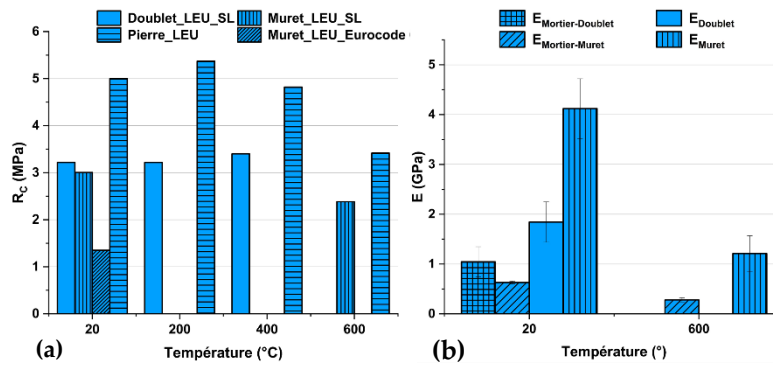 Doublet_LEU_SL
Muret_LEU_SL
Pierre_LEU
Muret_LEU_Eurocode
6
5
4
3
2
1
0
R_C (MPa)
20
200
400
600
(a)
Température (°C)
E_Mortier-Doublet
E_Doublet
E_Mortier-Muret
E_Muret
5
4
3
2
1
0
E (GPa)
20
600
(b)
Température (°)